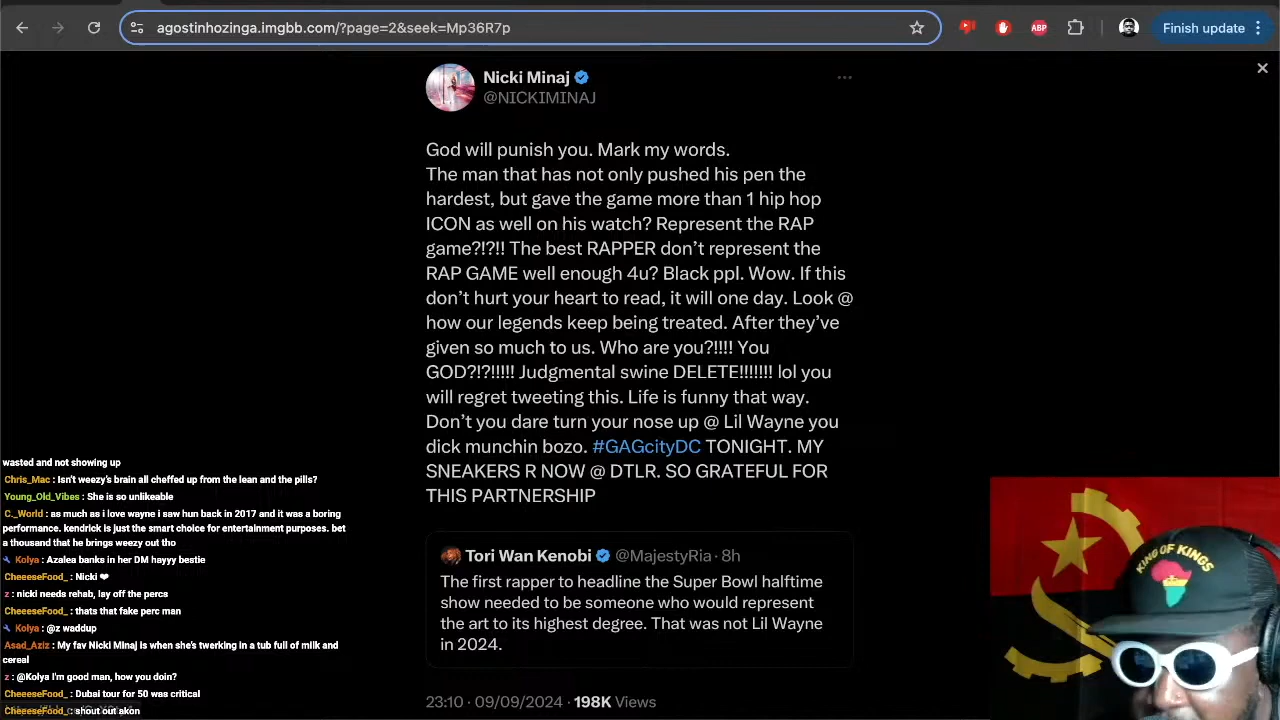 agostinhozinga.imgbb.com/?page=2&seek=Mp36R7p
ABP
Finish update
Nicki Minaj
@NICKIMINAJ
God will punish you. Mark my words.
The man that has not only pushed his pen the
hardest, but gave the game more than 1 hip hop
ICON as well on his watch? Represent the RAP
game?!?!! The best RAPPER don’t represent the
RAP GAME well enough 4u? Black ppl. Wow. If this
don’t hurt your heart to read, it will one day. Look @
how our legends keep being treated. After they’ve
given so much to us. Who are you?!!!! You
GOD?!?!!!!! Judgmental swine DELETE!!!!!!! lol you
will regret tweeting this. Life is funny that way.
Don’t you dare turn your nose up @ Lil Wayne you
dick munchin bozo. #GAGcityDC TONIGHT. MY
SNEAKERS R NOW @ DTLR. SO GRATEFUL FOR
THIS PARTNERSHIP
Tori Wan Kenobi @MajestyRia · 8h
The first rapper to headline the Super Bowl halftime
show needed to be someone who would represent
the art to its highest degree. That was not Lil Wayne
in 2024.
23:10 · 09/09/2024 · 198K Views
wasted and not showing up
Chris_Mac : Isn't weezy's brain all cheffed up from the lean and the pills?
Young_Old_Vibes : She is so unlikeable
C._World : as much as i love wayne i saw hun back in 2017 and it was a boring
performance. kendrick is just the smart choice for entertainment purposes. bet
a thousand that he brings weezy out tho
Kolya : Azalea banks in her DM hayyy bestie
CheeeseFood_ : Nicki ❤
z : nicki needs rehab, lay off the percs
CheeeseFood_ : thats that fake perc man
Kolya : @z waddup
Asad_Aziz : My fav Nicki Minaj is when she's twerking in a tub full of milk and
cereal
z : @Kolya I'm good man, how you doin?
CheeeseFood_ : Dubai tour for 50 was critical
CheeeseFood_ : shout out akon
KING OF KINGS